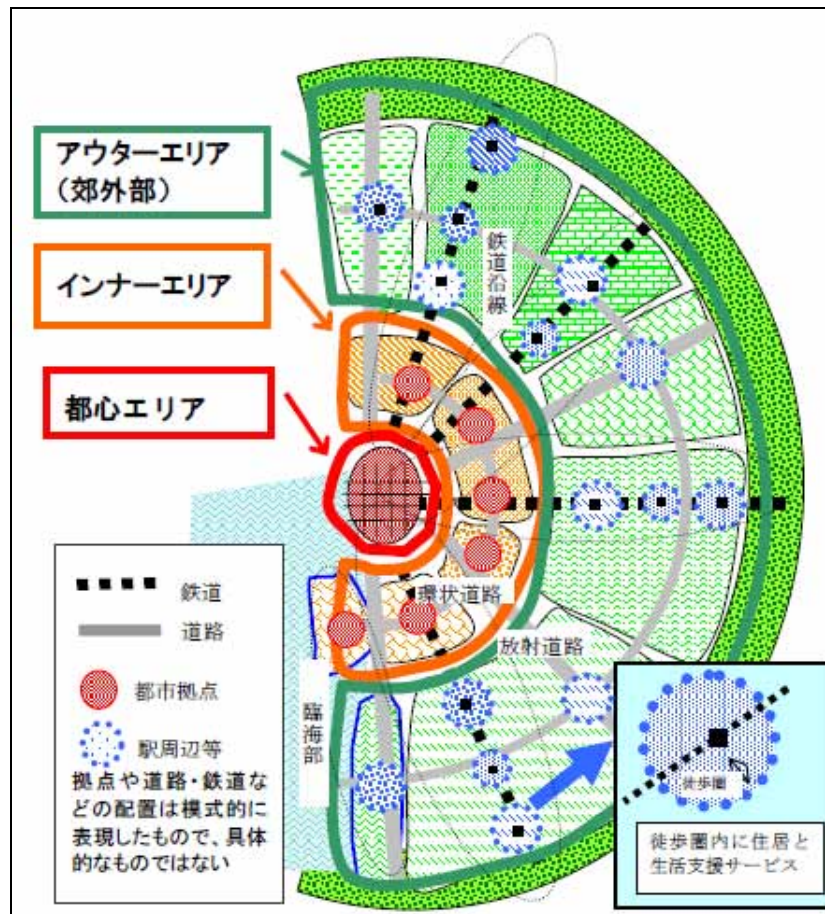 アウターエリア
（郊外部）
インナーエリア
都心エリア
鉄道沿線
環状道路
放射道路
臨海部
鉄道
道路
都市拠点
駅周辺等
拠点や道路・鉄道な
どの配置は模式的に
表現したもので、具体
的なものではない
徒歩圏
徒歩圏内に住居と
生活支援サービス